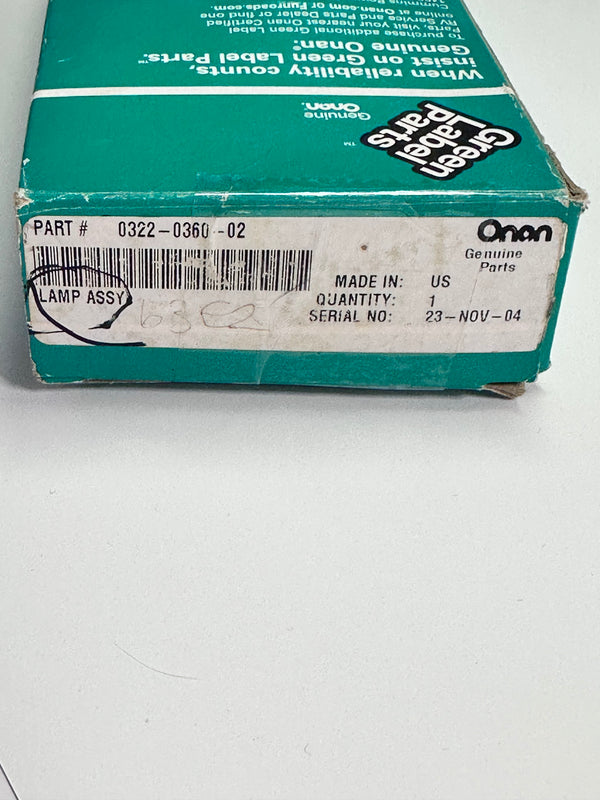 PART # 0322-0360-02
Onan
Genuine
Parts
LAMP ASSY
MADE IN: US
QUANTITY: 1
SERIAL NO: 23-NOV-04
Green
Label
Parts
™
Genuine
Onan®
When reliability counts,
insist on Green Label Parts.™
Genuine Onan®
To purchase additional Green Label
Parts, visit your nearest Onan Certified
RV Service and Parts Dealer or find one
online at Onan.com or Funroads.com.
Cummins